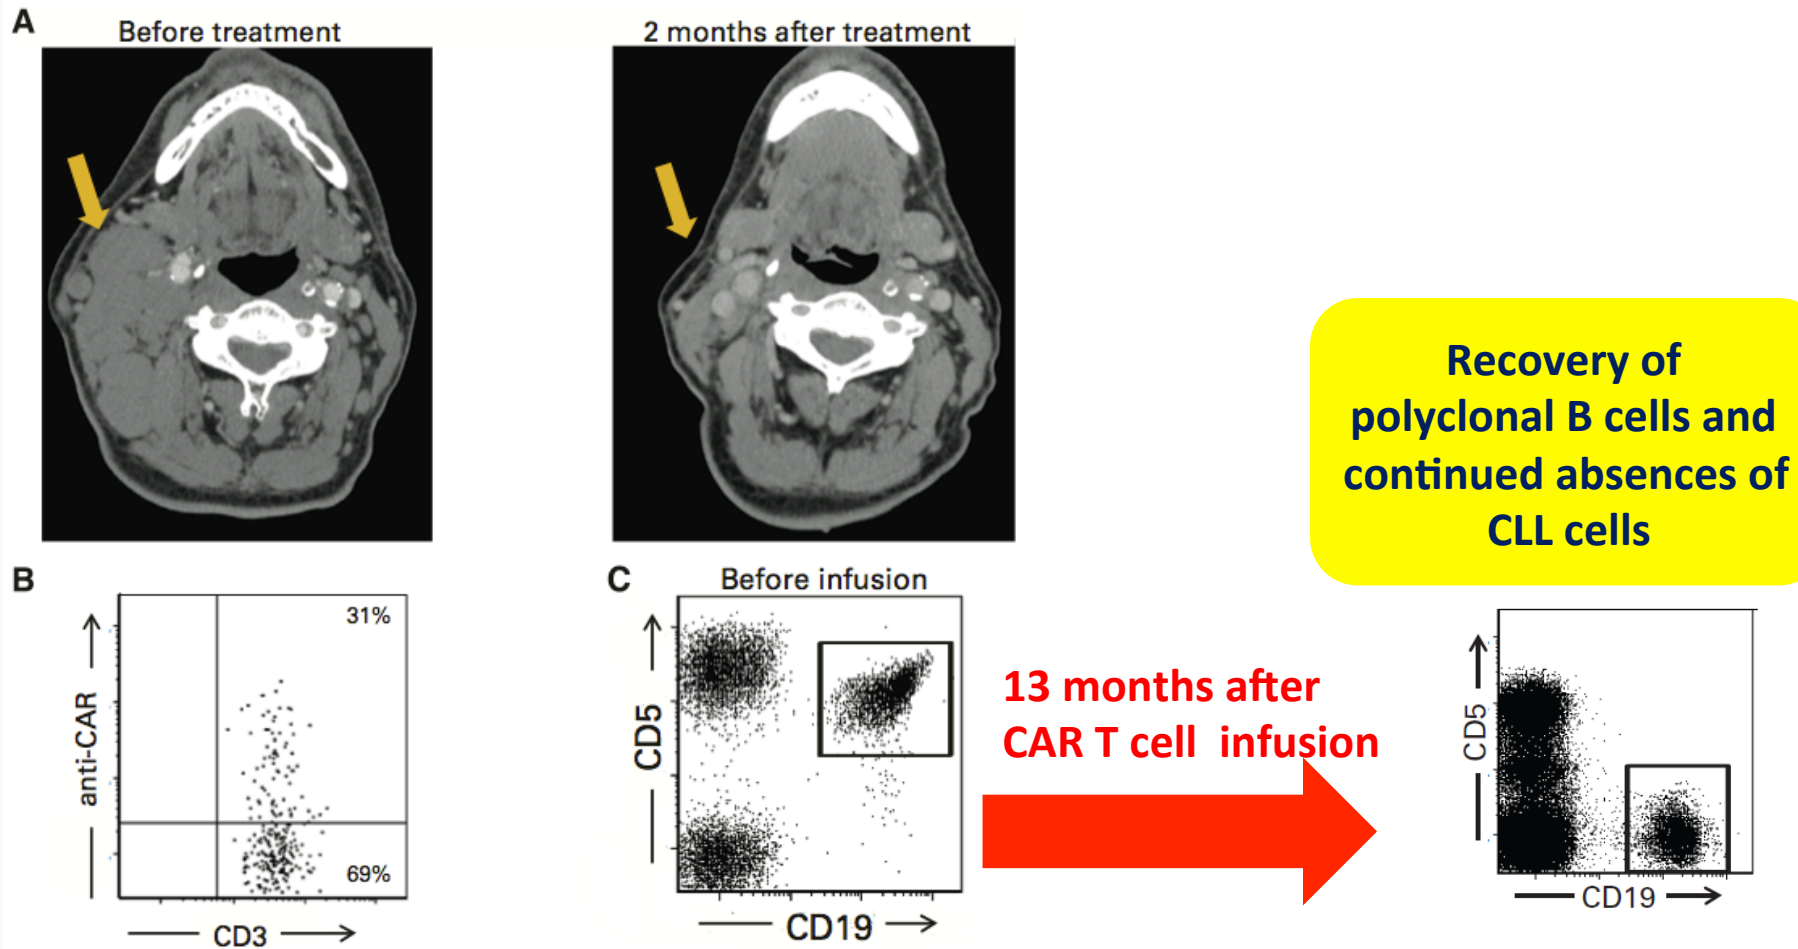 A
Before treatment
2 months after treatment
Recovery of
polyclonal B cells and
continued absences of
CLL cells
B
31%
69%
anti-CAR
CD3
C
Before infusion
CD5
CD19
13 months after
CAR T cell infusion
CD5
CD19